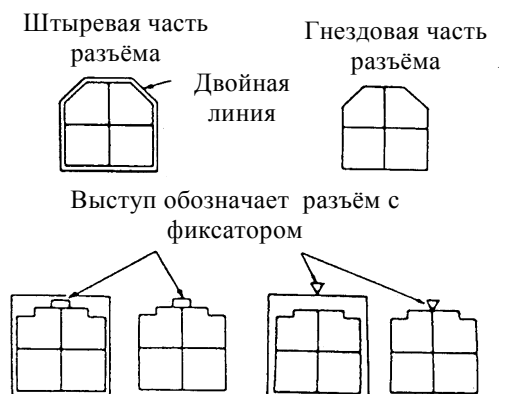 Штыревая часть
разъёма
Гнездовая часть
разъёма
Двойная
линия
Выступ обозначает разъём с
фиксатором